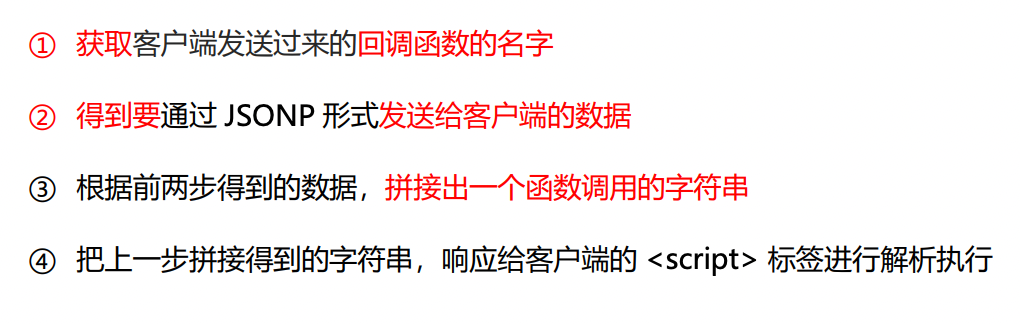 ① 获取客户端发送过来的回调函数的名字
② 得到要通过 JSONP 形式发送给客户端的数据
③ 根据前两步得到的数据，拼接出一个函数调用的字符串
④ 把上一步拼接得到的字符串，响应给客户端的 <script> 标签进行解析执行